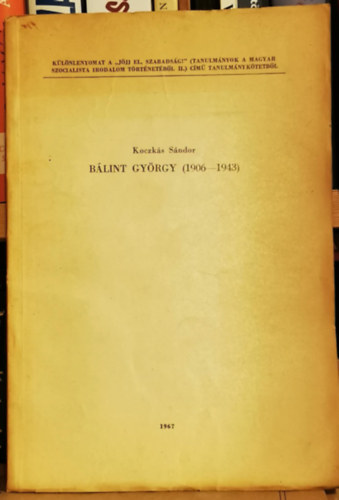 KÜLÖNLENYOMAT A „JÖJJ EL, SZABADSÁG!” (TANULMÁNYOK A MAGYAR
SZOCIALISTA IRODALOM TÖRTÉNETÉBŐL II.) CÍMŰ TANULMÁNYKÖTETBŐL
Koczkás Sándor
BÁLINT GYÖRGY (1906—1943)
1967